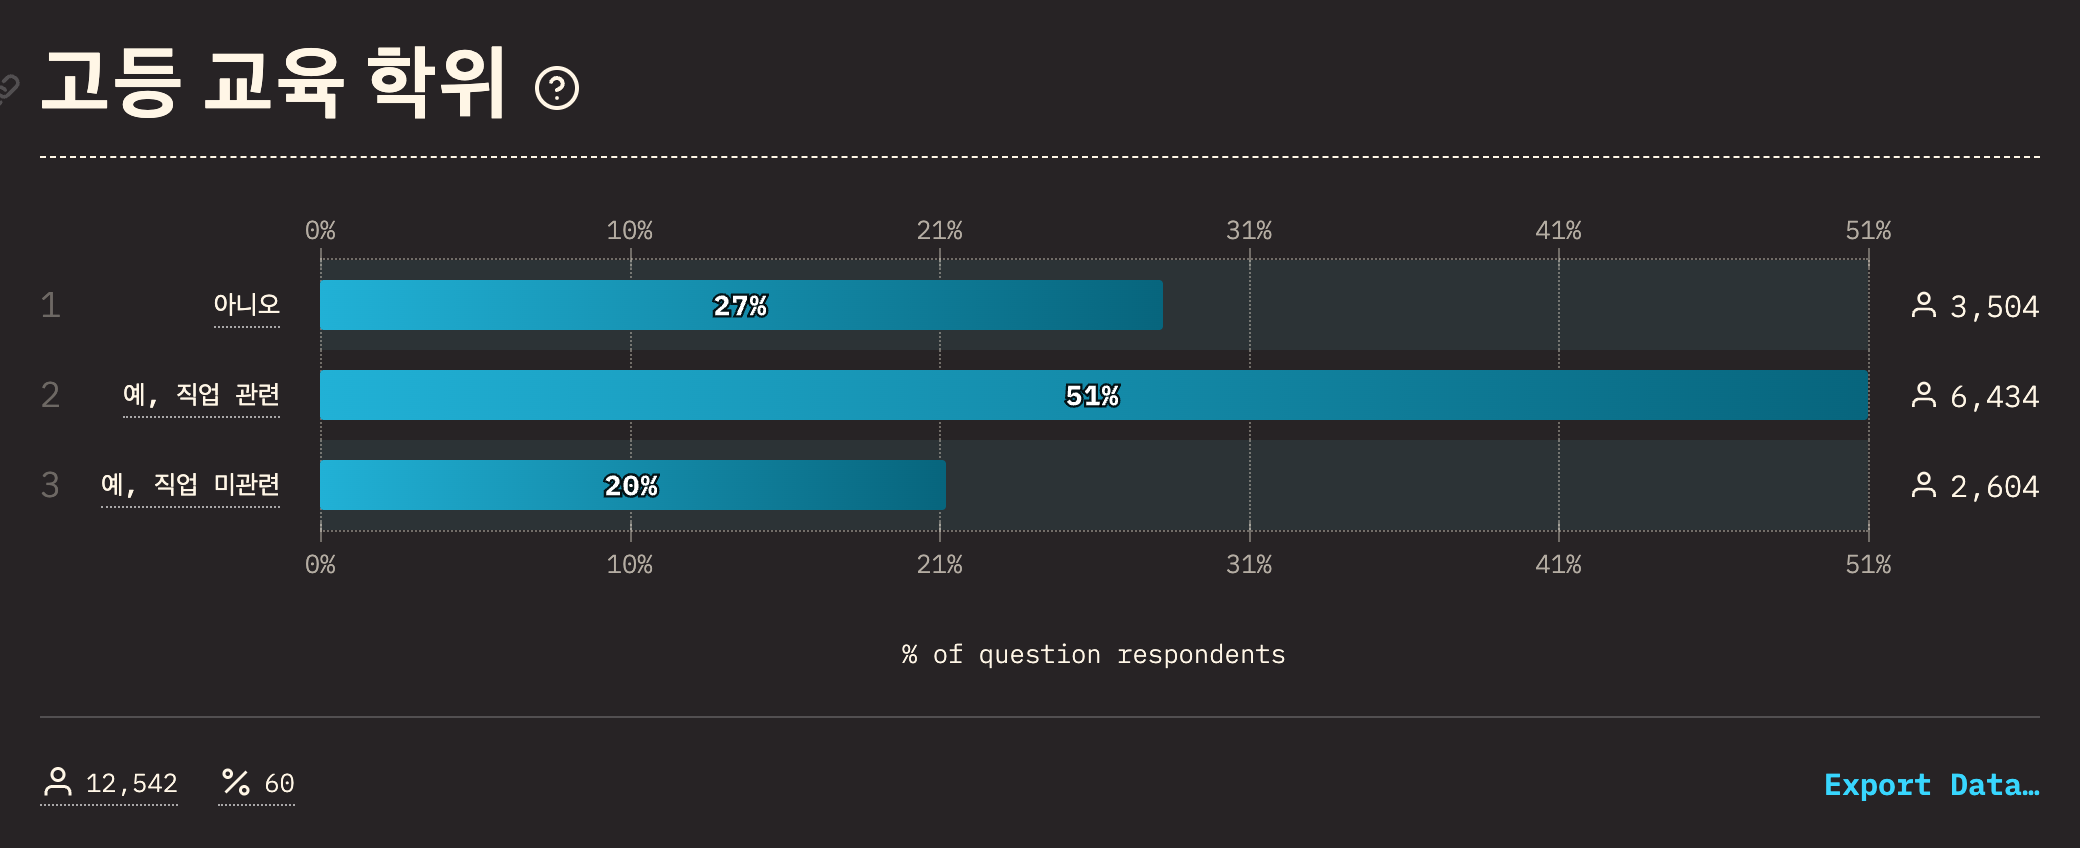 고등 교육 학위
0% 10% 21% 31% 41% 51%
1 아니오 27% 3,504
2 예, 직업 관련 51% 6,434
3 예, 직업 미관련 20% 2,604
0% 10% 21% 31% 41% 51%
% of question respondents
12,542 % 60 Export Data…